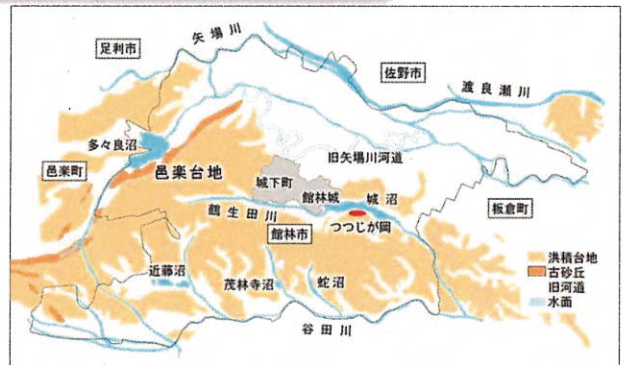 矢場川
足利市
佐野市
渡良瀬川
多々良沼
旧矢場川河道
邑楽町
邑楽台地
城下町
館林城
城沼
板倉町
鶴生田川
つつじが岡
館林市
近藤沼
茂林寺沼
蛇沼
谷田川
洪積台地
古砂丘
旧河道
水面